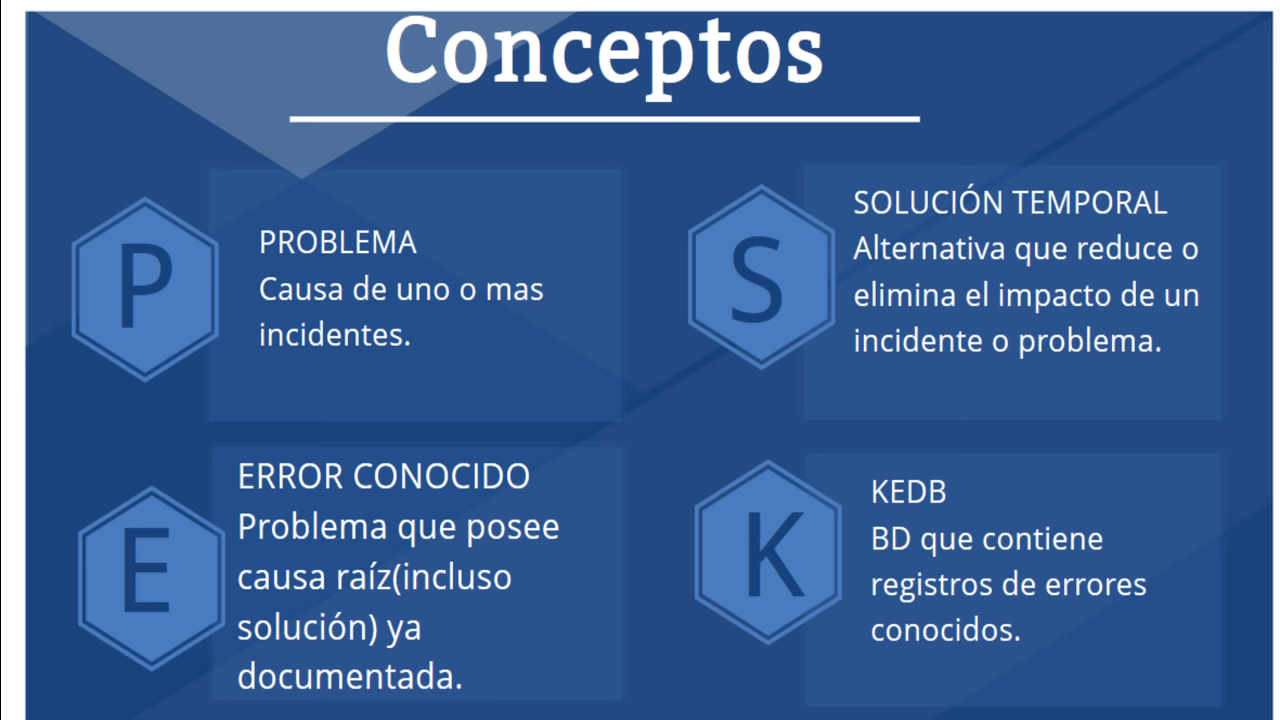 Conceptos
P
PROBLEMA
Causa de uno o mas
incidentes.
S
SOLUCIÓN TEMPORAL
Alternativa que reduce o
elimina el impacto de un
incidente o problema.
E
ERROR CONOCIDO
Problema que posee
causa raíz(incluso
solución) ya
documentada.
K
KEDB
BD que contiene
registros de errores
conocidos.